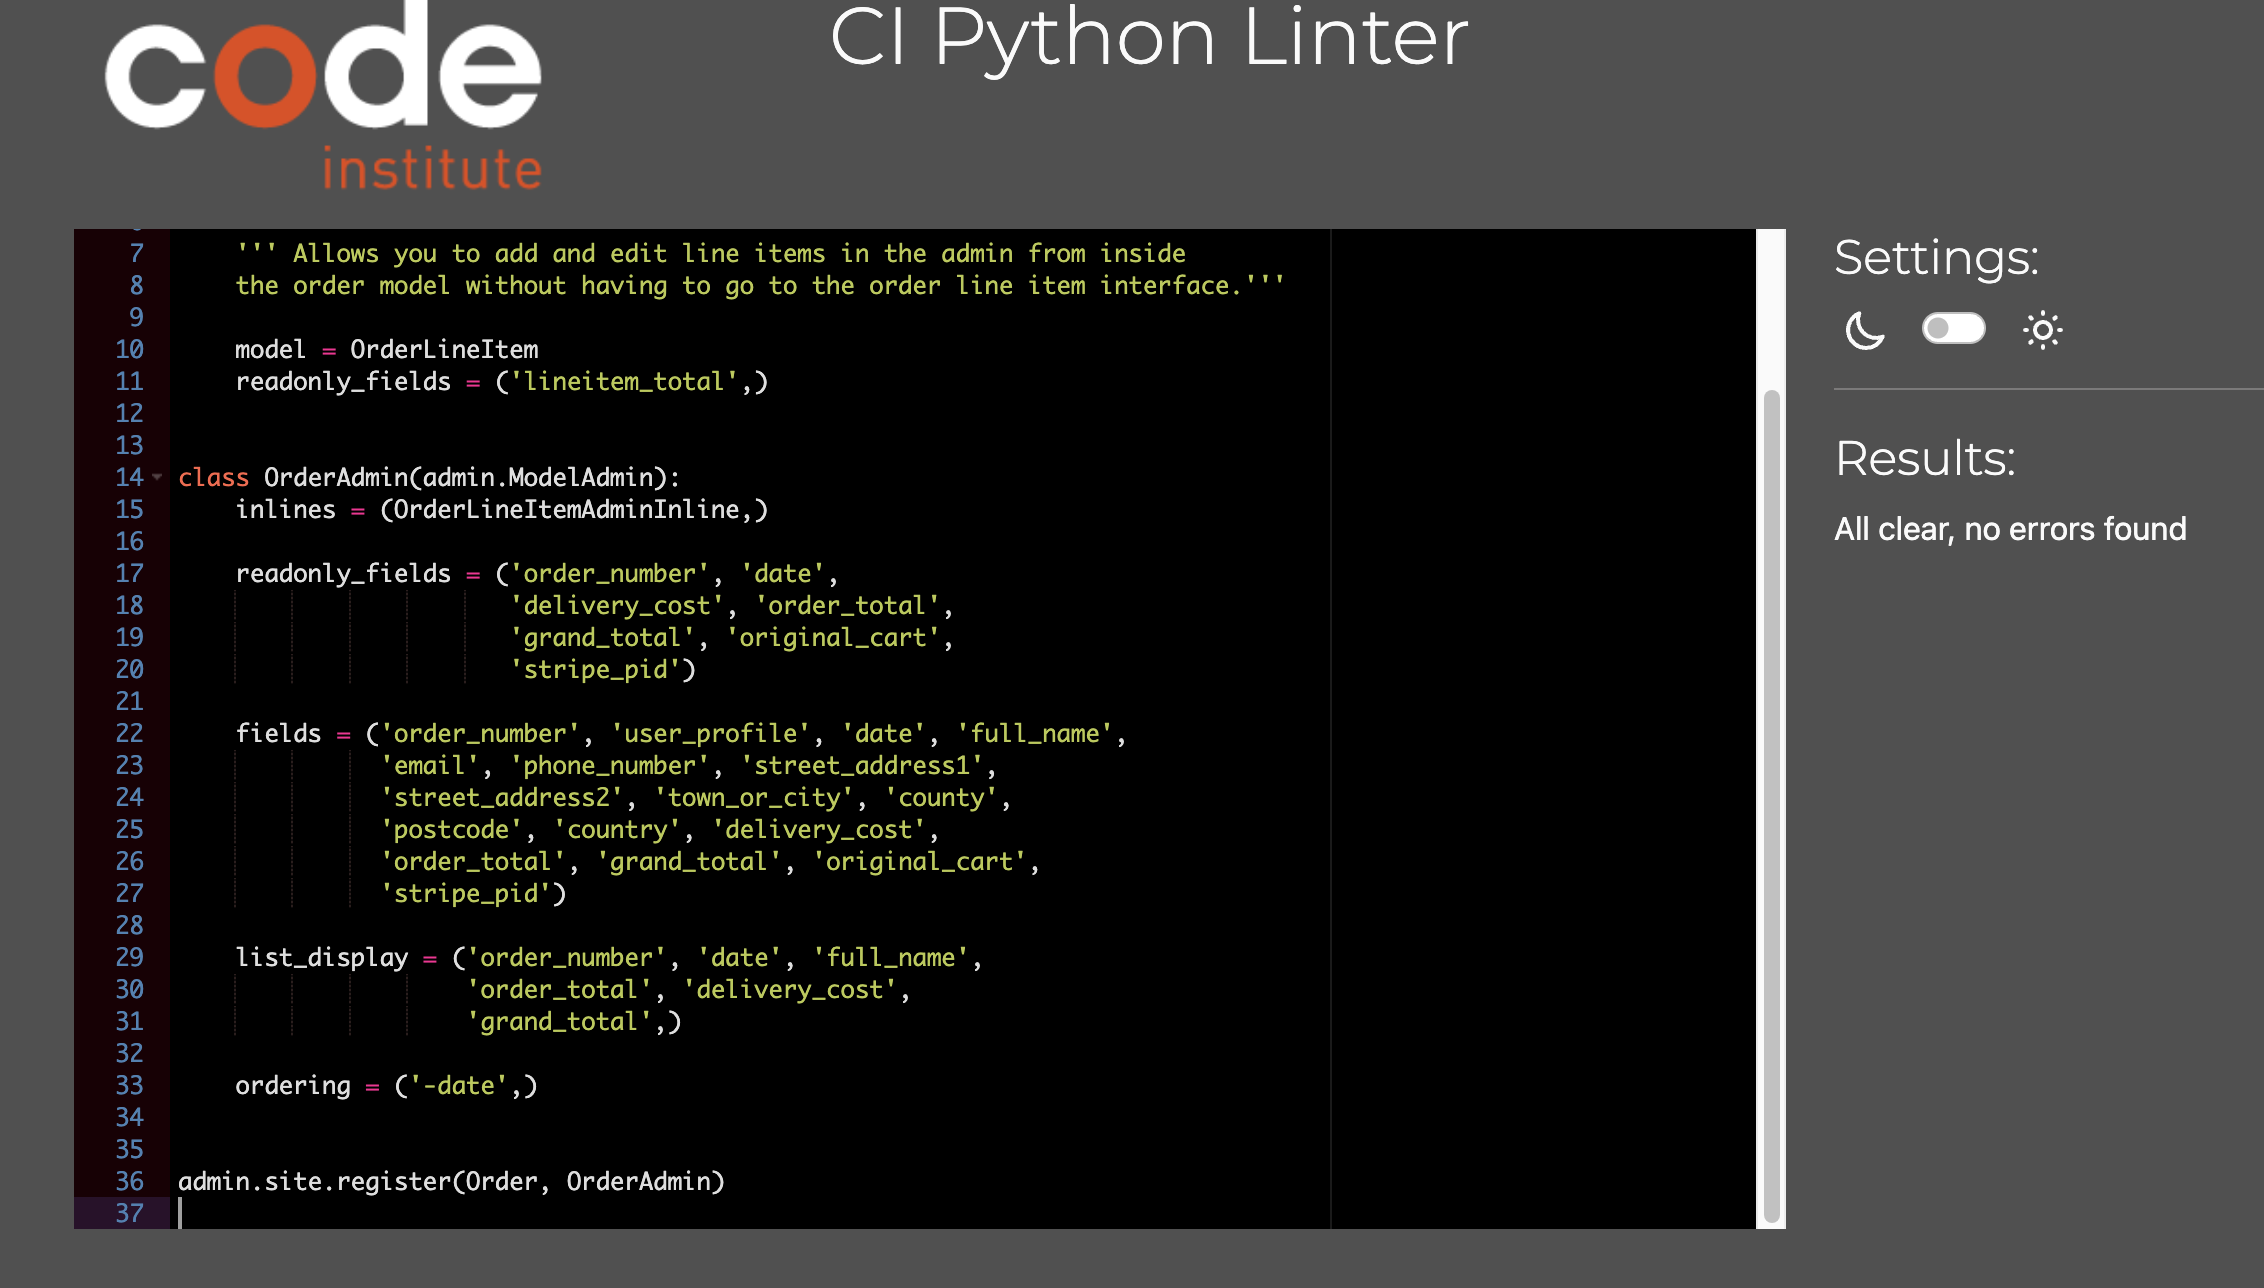 code
institute
CI Python Linter
7 ''' Allows you to add and edit line items in the admin from inside
8 the order model without having to go to the order line item interface.'''
9
10 model = OrderLineItem
11 readonly_fields = ('lineitem_total',)
12
13
14 class OrderAdmin(admin.ModelAdmin):
15 inlines = (OrderLineItemAdminInline,)
16
17 readonly_fields = ('order_number', 'date',
18 'delivery_cost', 'order_total',
19 'grand_total', 'original_cart',
20 'stripe_pid')
21
22 fields = ('order_number', 'user_profile', 'date', 'full_name',
23 'email', 'phone_number', 'street_address1',
24 'street_address2', 'town_or_city', 'county',
25 'postcode', 'country', 'delivery_cost',
26 'order_total', 'grand_total', 'original_cart',
27 'stripe_pid')
28
29 list_display = ('order_number', 'date', 'full_name',
30 'order_total', 'delivery_cost',
31 'grand_total',)
32
33 ordering = ('-date',)
34
35
36 admin.site.register(Order, OrderAdmin)
37
Settings:
Results:
All clear, no errors found